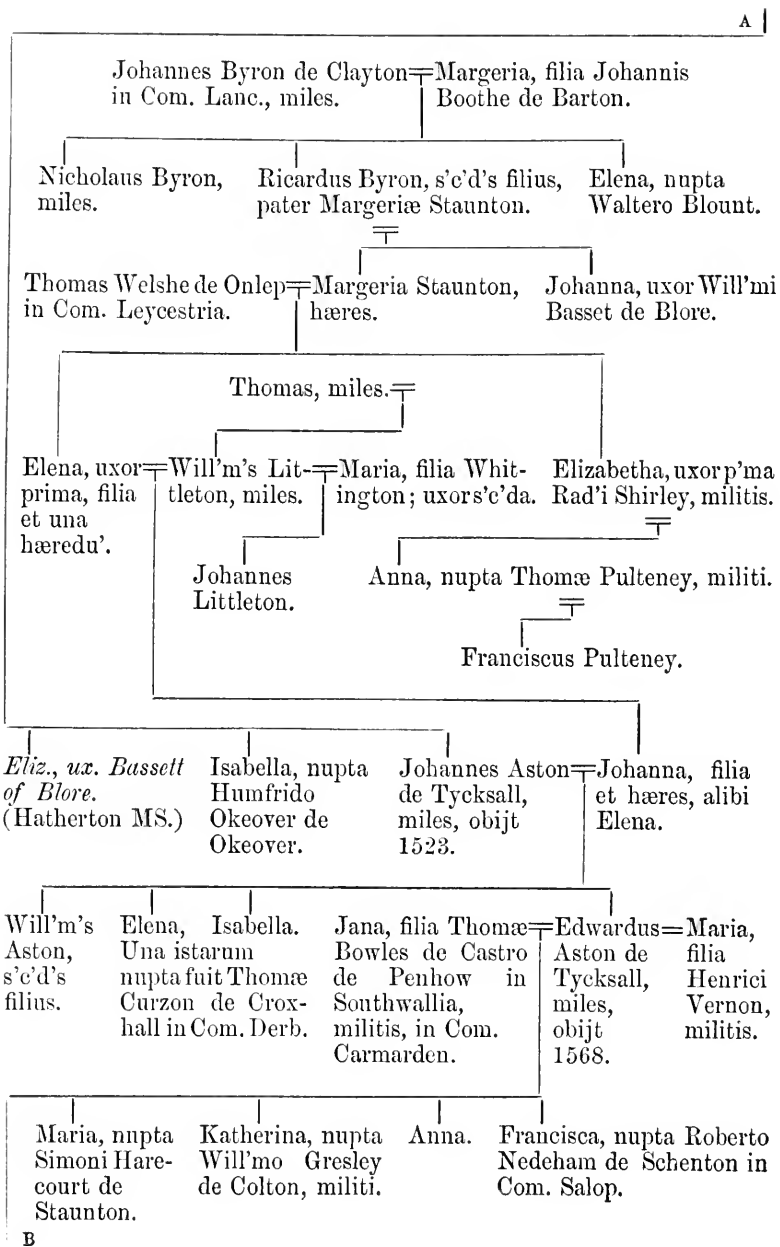 A
Johannes Byron de Clayton=Margeria, filia Johannis
in Com. Lanc., miles. Boothe de Barton.
Nicholaus Byron, Ricardus Byron, s'c'd's filius, Elena, nupta
miles. pater Margeriæ Staunton. Waltero Blount.
Thomas Welshe de Onlep=Margeria Staunton, Johanna, uxor Will'mi
in Com. Leycestria. hæres. Basset de Blore.
Thomas, miles.=
Elena, uxor=Will'm's Lit-=Maria, filia Whit- Elizabetha, uxor p'ma
prima, filia tleton, miles. ington; uxor s'c'da. Rad'i Shirley, militis.
et una
hæredu'.
Johannes Anna, nupta Thomæ Pulteney, militi.
Littleton.
Franciscus Pulteney.
Eliz., ux. Bassett Isabella, nupta Johannes Aston=Johanna, filia
of Blore. Humfrido de Tycksall, et hæres, alibi
(Hatherton MS.) Okeover de miles, obijt Elena.
Okeover. 1523.
Will'm's Elena, Isabella. Jana, filia Thomæ=Edwardus=Maria,
Aston, Una istarum Bowles de Castro Aston de filia
s'c'd's nupta fuit Thomæ de Penhow in Tycksall, Henrici
filius. Curzon de Crox- Southwallia, miles, Vernon,
hall in Com. Derb. militis, in Com. obijt militis.
Carmarden. 1568.
Maria, nupta Katherina, nupta Anna. Francisca, nupta Roberto
Simoni Hare- Will'mo Gresley Nedeham de Schenton in
court de de Colton, militi. Com. Salop.
Staunton.
B